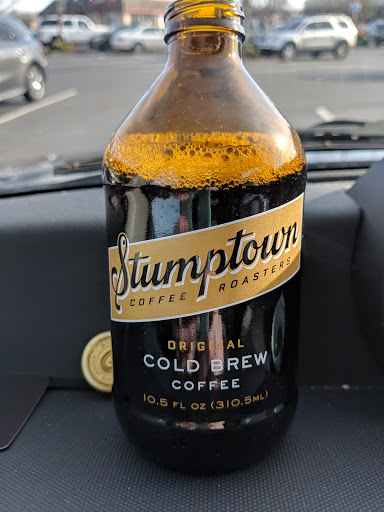 Stumptown
COFFEE ROASTERS
ORIGINAL
COLD BREW
COFFEE
10.5 FL OZ (310.5ML)